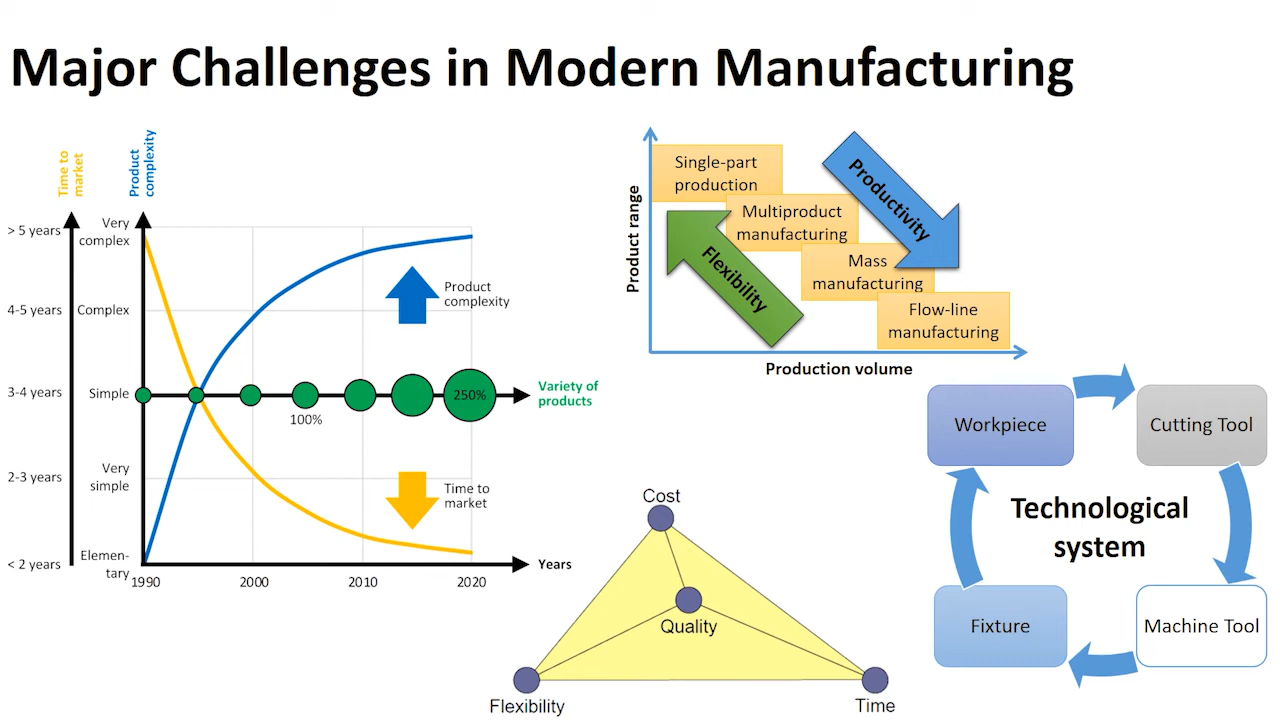 Major Challenges in Modern Manufacturing
Time to
market
Product
complexity
> 5 years
4-5 years
3-4 years
2-3 years
< 2 years
Very
complex
Complex
Simple
Very
simple
Elemen-
tary
Product
complexity
250%
100%
Variety of
products
Time to
market
Years
1990
2000
2010
2020
Product range
Single-part
production
Multiproduct
manufacturing
Mass
manufacturing
Flow-line
manufacturing
Productivity
Flexibility
Production volume
Cost
Quality
Flexibility
Time
Workpiece
Cutting Tool
Technological
system
Fixture
Machine Tool